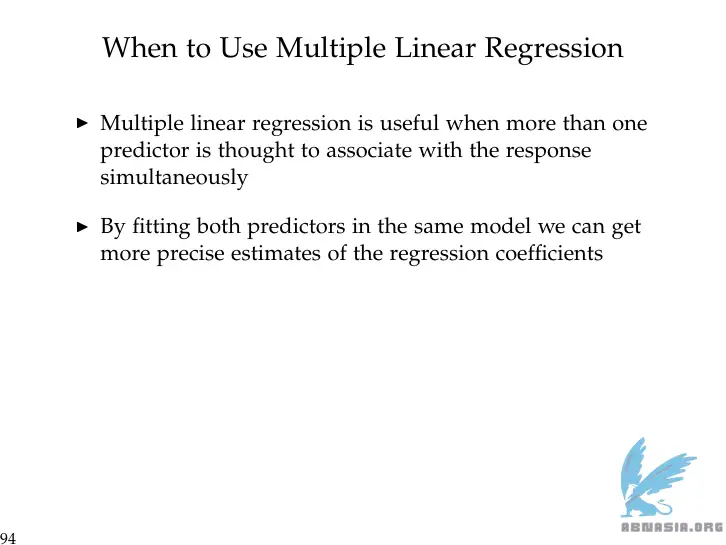 When to Use Multiple Linear Regression
▶ Multiple linear regression is useful when more than one
predictor is thought to associate with the response
simultaneously
▶ By fitting both predictors in the same model we can get
more precise estimates of the regression coefficients
ABNASIA.ORG
94